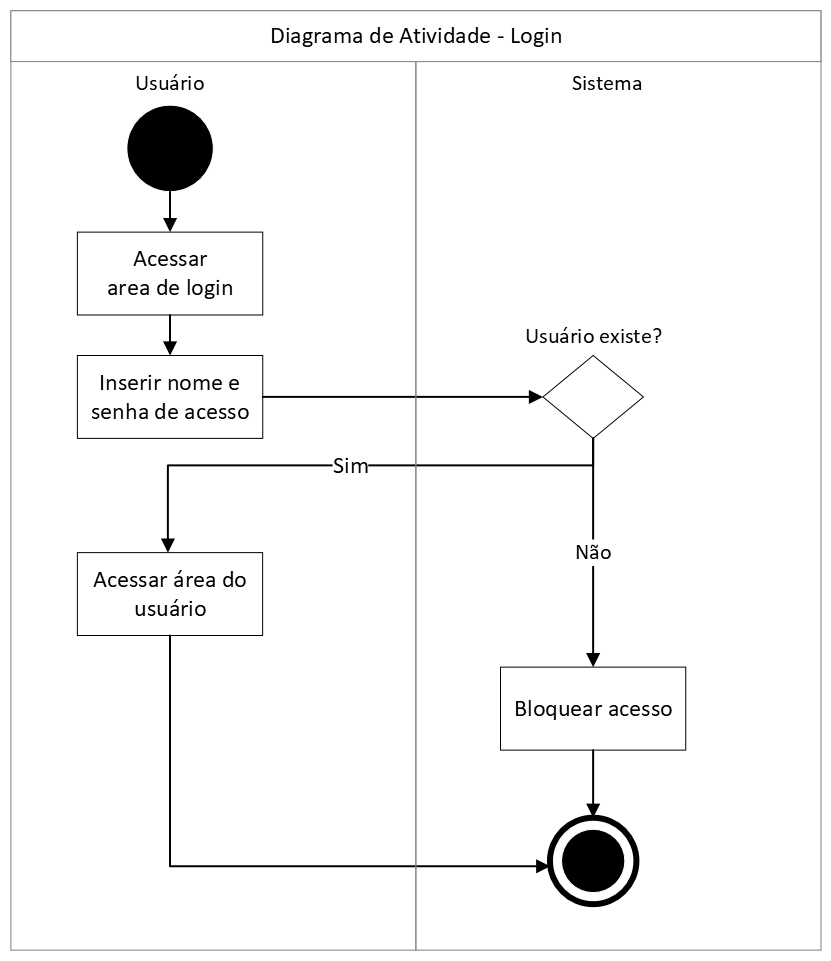 Diagrama de Atividade - Login
Usuário
Sistema
Acessar
area de login
Usuário existe?
Inserir nome e
senha de acesso
Sim
Não
Acessar área do
usuário
Bloquear acesso